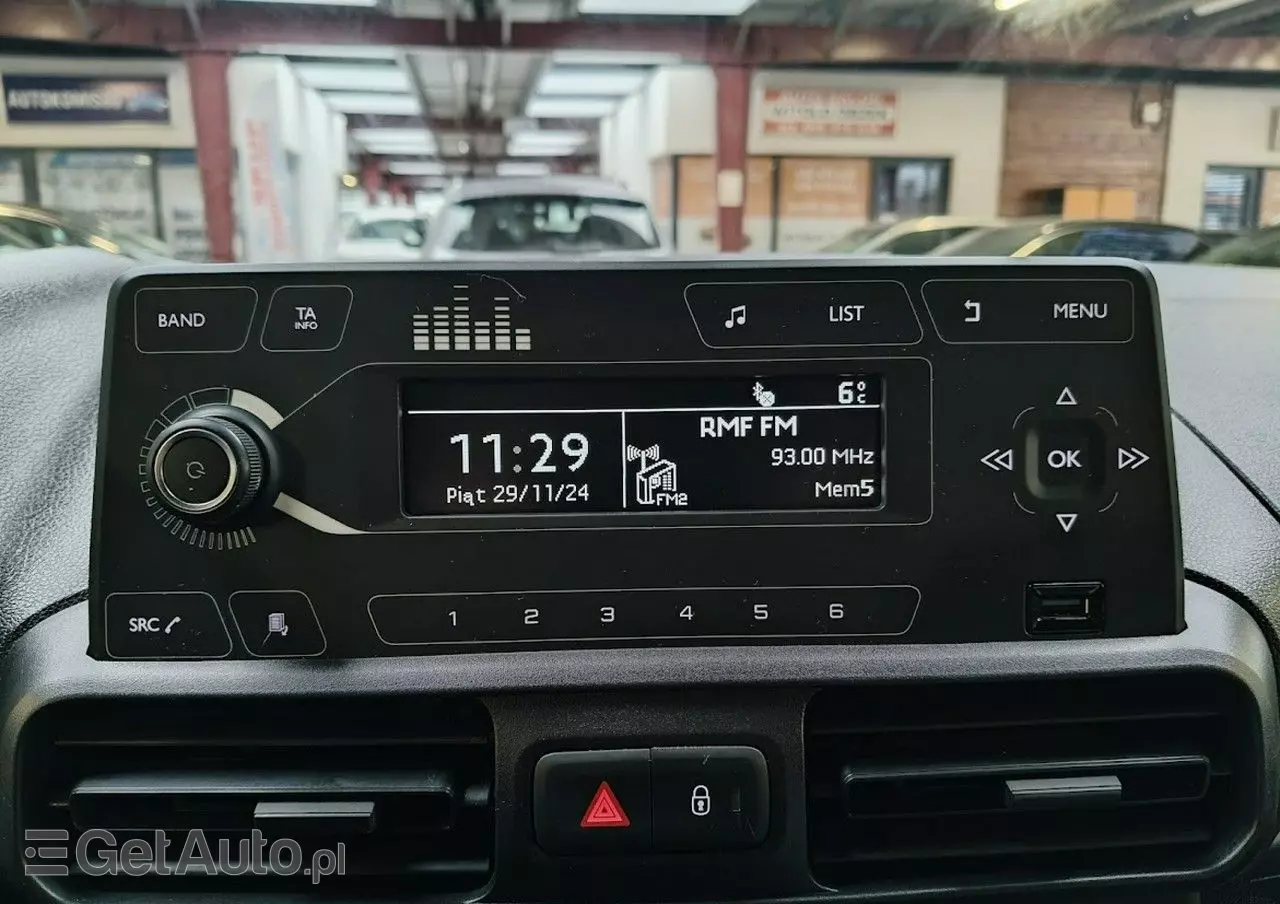 AUTOKOMIS
BAND
TA
INFO
LIST
MENU
6°C
RMF FM
11:29
93.00 MHz
Piąt 29/11/24
FM2
Mem5
OK
SRC
1 2 3 4 5 6
GetAuto.pl